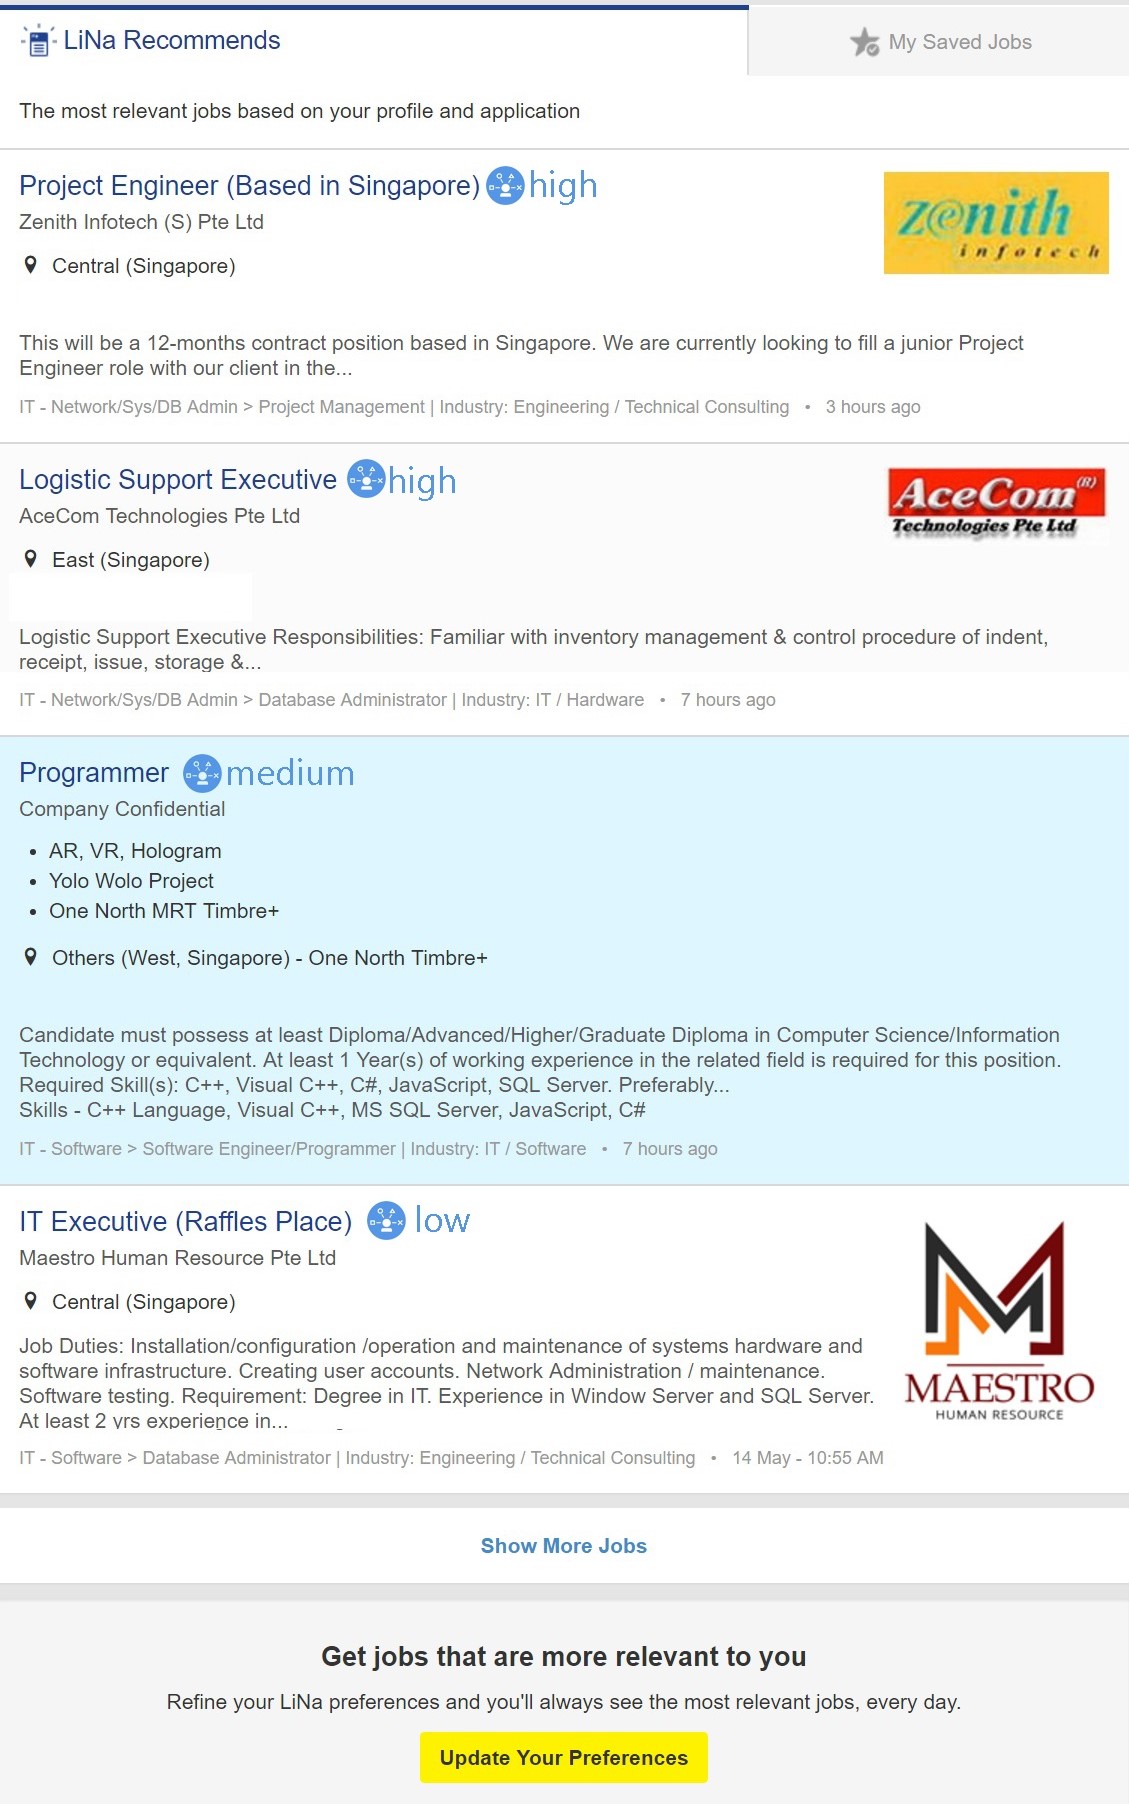 LiNa Recommends
My Saved Jobs
The most relevant jobs based on your profile and application
Project Engineer (Based in Singapore) high
Zenith Infotech (S) Pte Ltd
Central (Singapore)
z@nith
infotech
This will be a 12-months contract position based in Singapore. We are currently looking to fill a junior Project
Engineer role with our client in the...
IT - Network/Sys/DB Admin > Project Management | Industry: Engineering / Technical Consulting • 3 hours ago
Logistic Support Executive high
AceCom Technologies Pte Ltd
East (Singapore)
AceCom (R)
Technologies Pte Ltd
Logistic Support Executive Responsibilities: Familiar with inventory management & control procedure of indent,
receipt, issue, storage &...
IT - Network/Sys/DB Admin > Database Administrator | Industry: IT / Hardware • 7 hours ago
Programmer medium
Company Confidential
• AR, VR, Hologram
• Yolo Wolo Project
• One North MRT Timbre+
Others (West, Singapore) - One North Timbre+
Candidate must possess at least Diploma/Advanced/Higher/Graduate Diploma in Computer Science/Information
Technology or equivalent. At least 1 Year(s) of working experience in the related field is required for this position.
Required Skill(s): C++, Visual C++, C#, JavaScript, SQL Server. Preferably...
Skills - C++ Language, Visual C++, MS SQL Server, JavaScript, C#
IT - Software > Software Engineer/Programmer | Industry: IT / Software • 7 hours ago
IT Executive (Raffles Place) low
Maestro Human Resource Pte Ltd
Central (Singapore)
Job Duties: Installation/configuration /operation and maintenance of systems hardware and
software infrastructure. Creating user accounts. Network Administration / maintenance.
Software testing. Requirement: Degree in IT. Experience in Window Server and SQL Server.
At least 2 yrs experience in...
MAESTRO
HUMAN RESOURCE
IT - Software > Database Administrator | Industry: Engineering / Technical Consulting • 14 May - 10:55 AM
Show More Jobs
Get jobs that are more relevant to you
Refine your LiNa preferences and you'll always see the most relevant jobs, every day.
Update Your Preferences